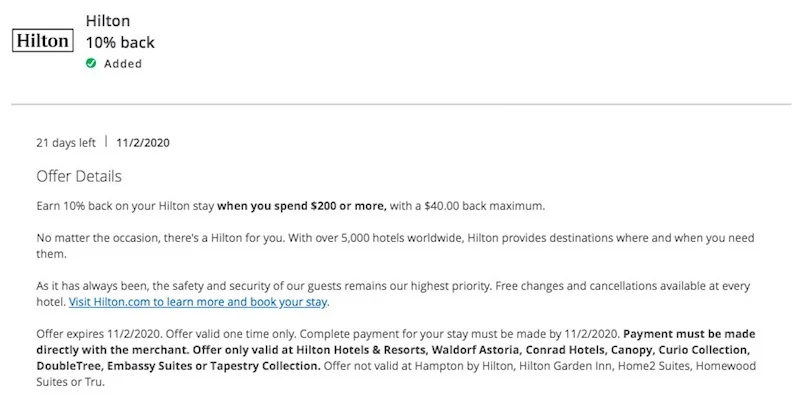 Hilton
Hilton
10% back
Added
21 days left | 11/2/2020
Offer Details
Earn 10% back on your Hilton stay when you spend $200 or more, with a $40.00 back maximum.
No matter the occasion, there's a Hilton for you. With over 5,000 hotels worldwide, Hilton provides destinations where and when you need
them.
As it has always been, the safety and security of our guests remains our highest priority. Free changes and cancellations available at every
hotel. Visit Hilton.com to learn more and book your stay.
Offer expires 11/2/2020. Offer valid one time only. Complete payment for your stay must be made by 11/2/2020. Payment must be made
directly with the merchant. Offer only valid at Hilton Hotels & Resorts, Waldorf Astoria, Conrad Hotels, Canopy, Curio Collection,
DoubleTree, Embassy Suites or Tapestry Collection. Offer not valid at Hampton by Hilton, Hilton Garden Inn, Home2 Suites, Homewood
Suites or Tru.